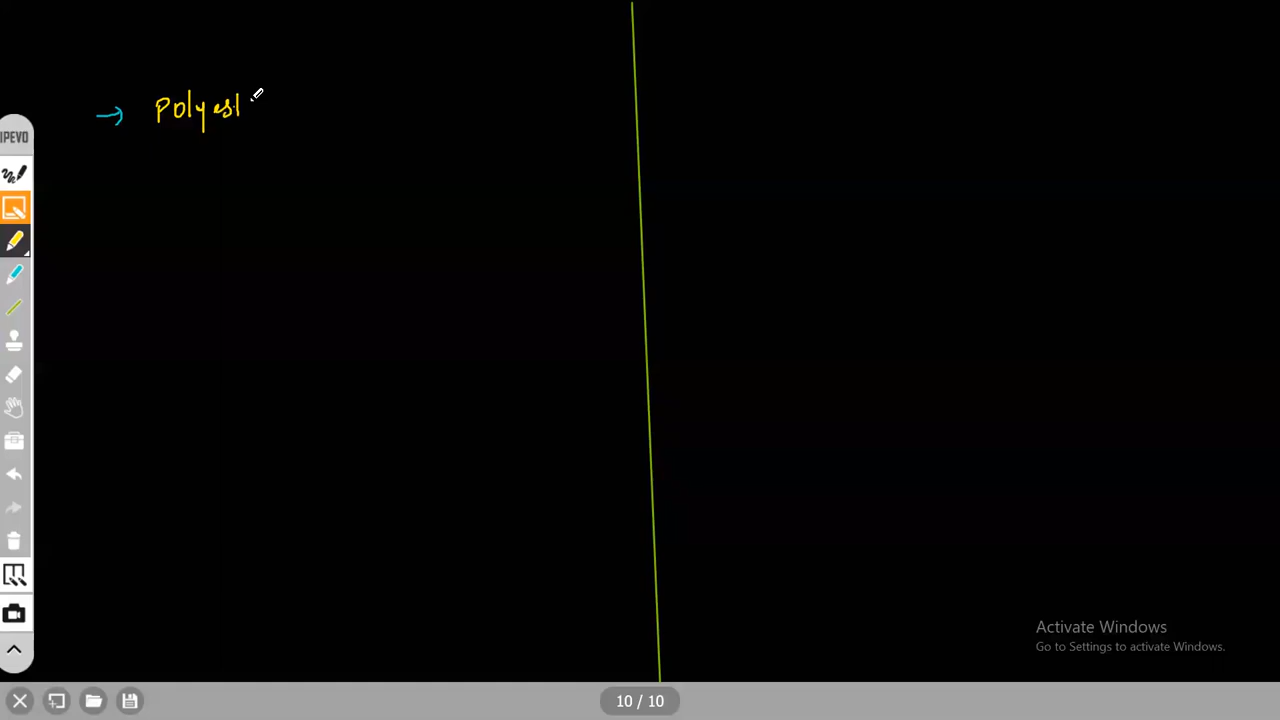 → Polyest
IPEVO
Activate Windows
Go to Settings to activate Windows.
10 / 10